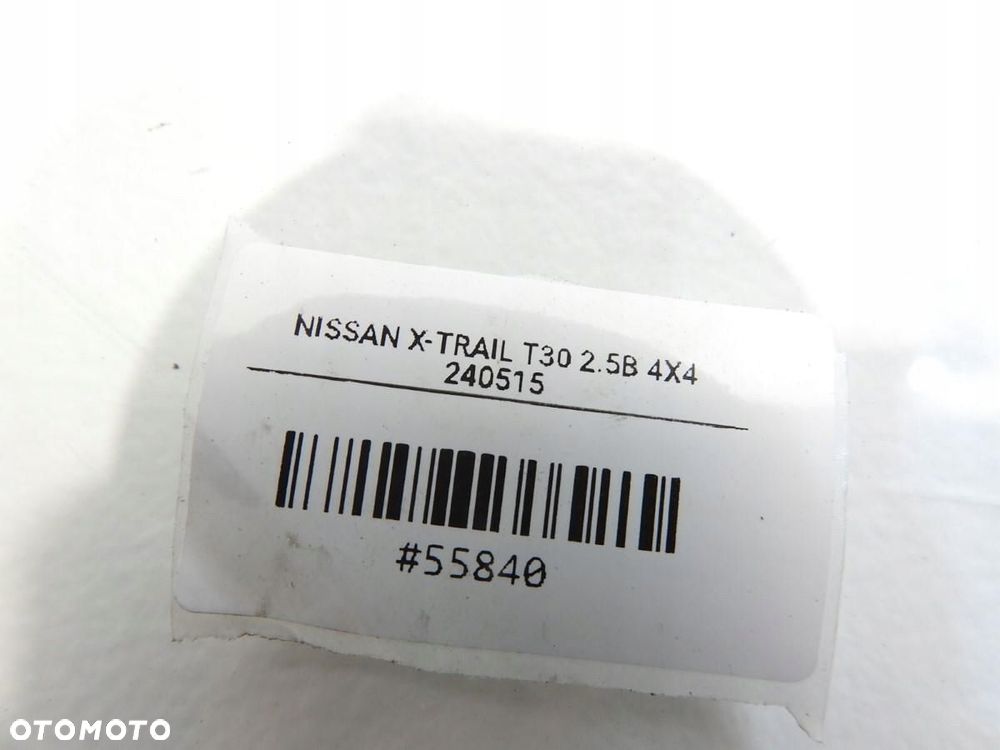 NISSAN X-TRAIL T30 2.5B 4X4
240515
#55840
OTOMOTO